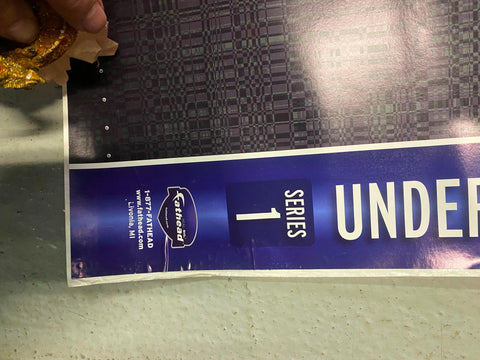 1-877-FATHEAD
www.fathead.com
Livonia, MI
Fathead
SERIES
1
UNDER